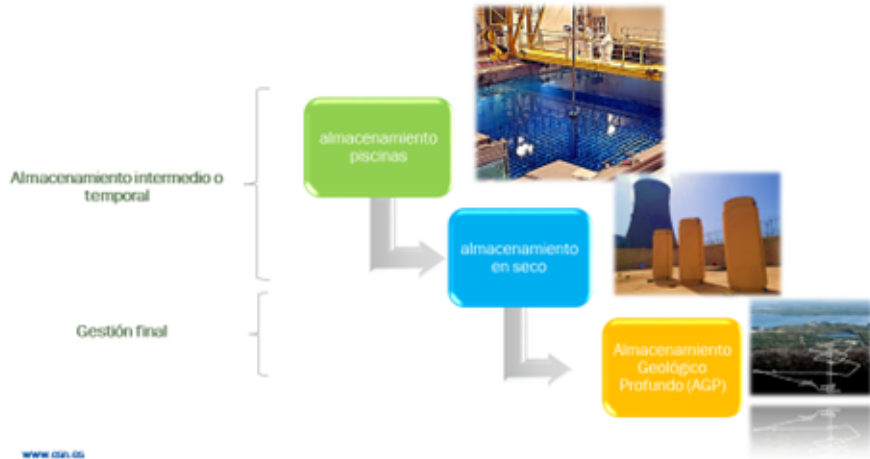 almacenamiento
piscinas
Almacenamiento intermedio o
temporal
almacenamiento
en seco
Gestión final
Almacenamiento
Geológico
Profundo (AGP)
www.csn.es